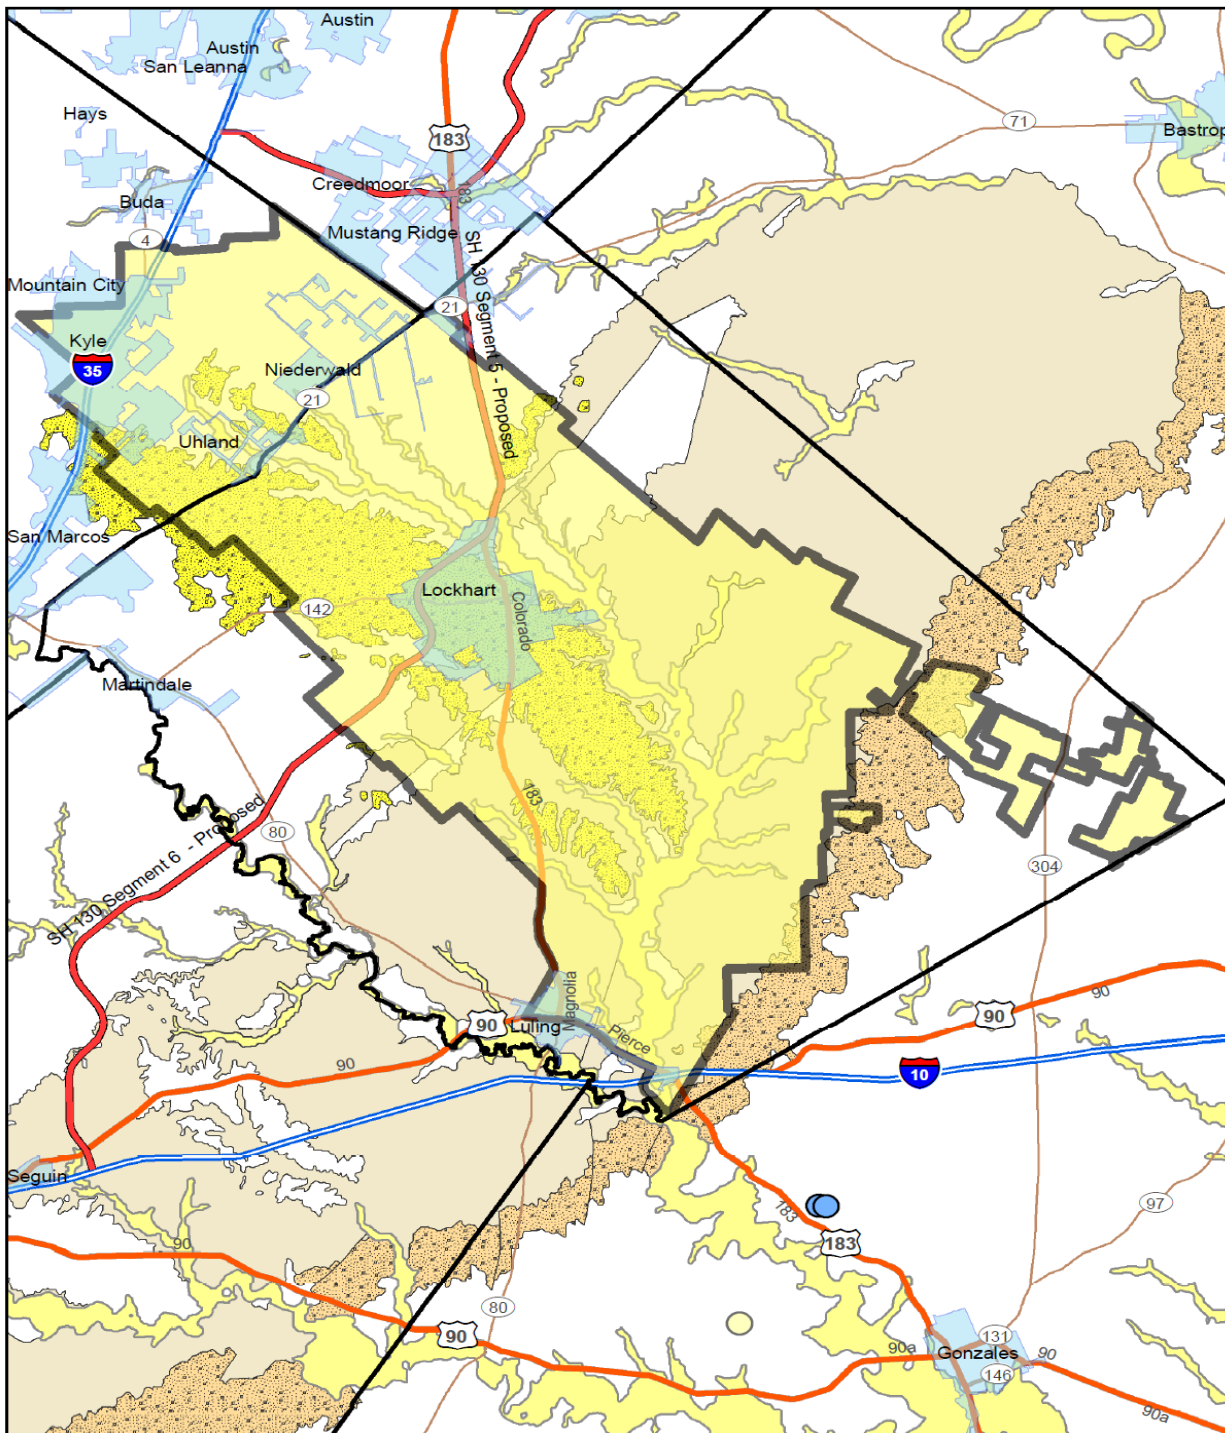 Austin
Austin
San Leanna
Hays
183
71
Bastrop
Creedmoor
183
Buda
Mustang Ridge
4
SH 130 Segment 5 - Proposed
Mountain City
21
Kyle
35
Niederwald
21
Uhland
San Marcos
Lockhart
Colorado
142
Martindale
183
SH 130 Segment 6 - Proposed
80
304
Magnolia
90
90
90
Luling
Pierce
90
10
Seguin
183
97
90
183
80
90
131
90a
Gonzales
90
146
90a